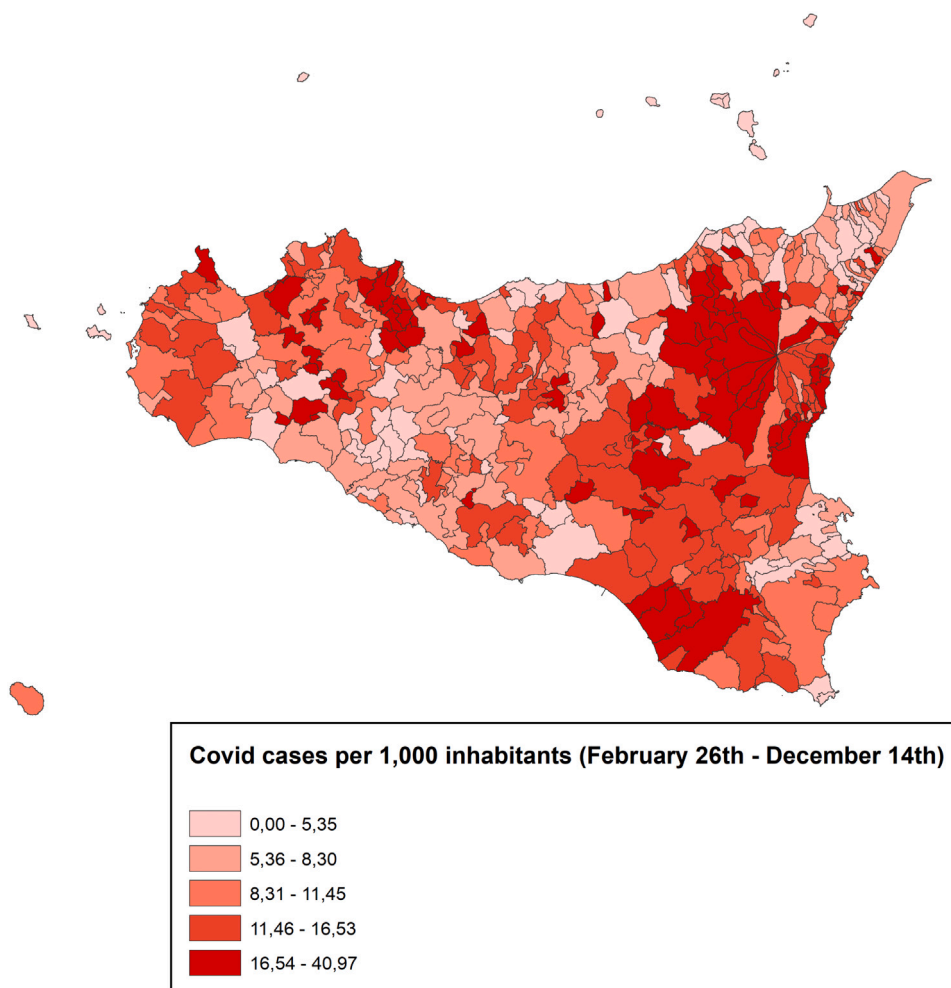 Covid cases per 1,000 inhabitants (February 26th - December 14th)
0,00 - 5,35
5,36 - 8,30
8,31 - 11,45
11,46 - 16,53
16,54 - 40,97